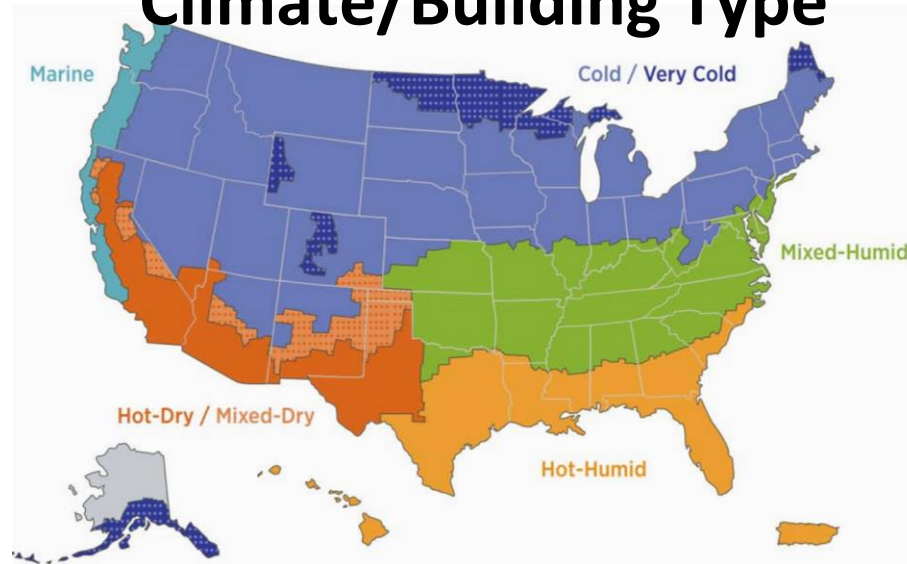 Climate/Building Type
Marine
Cold / Very Cold
Mixed-Humid
Hot-Dry / Mixed-Dry
Hot-Humid